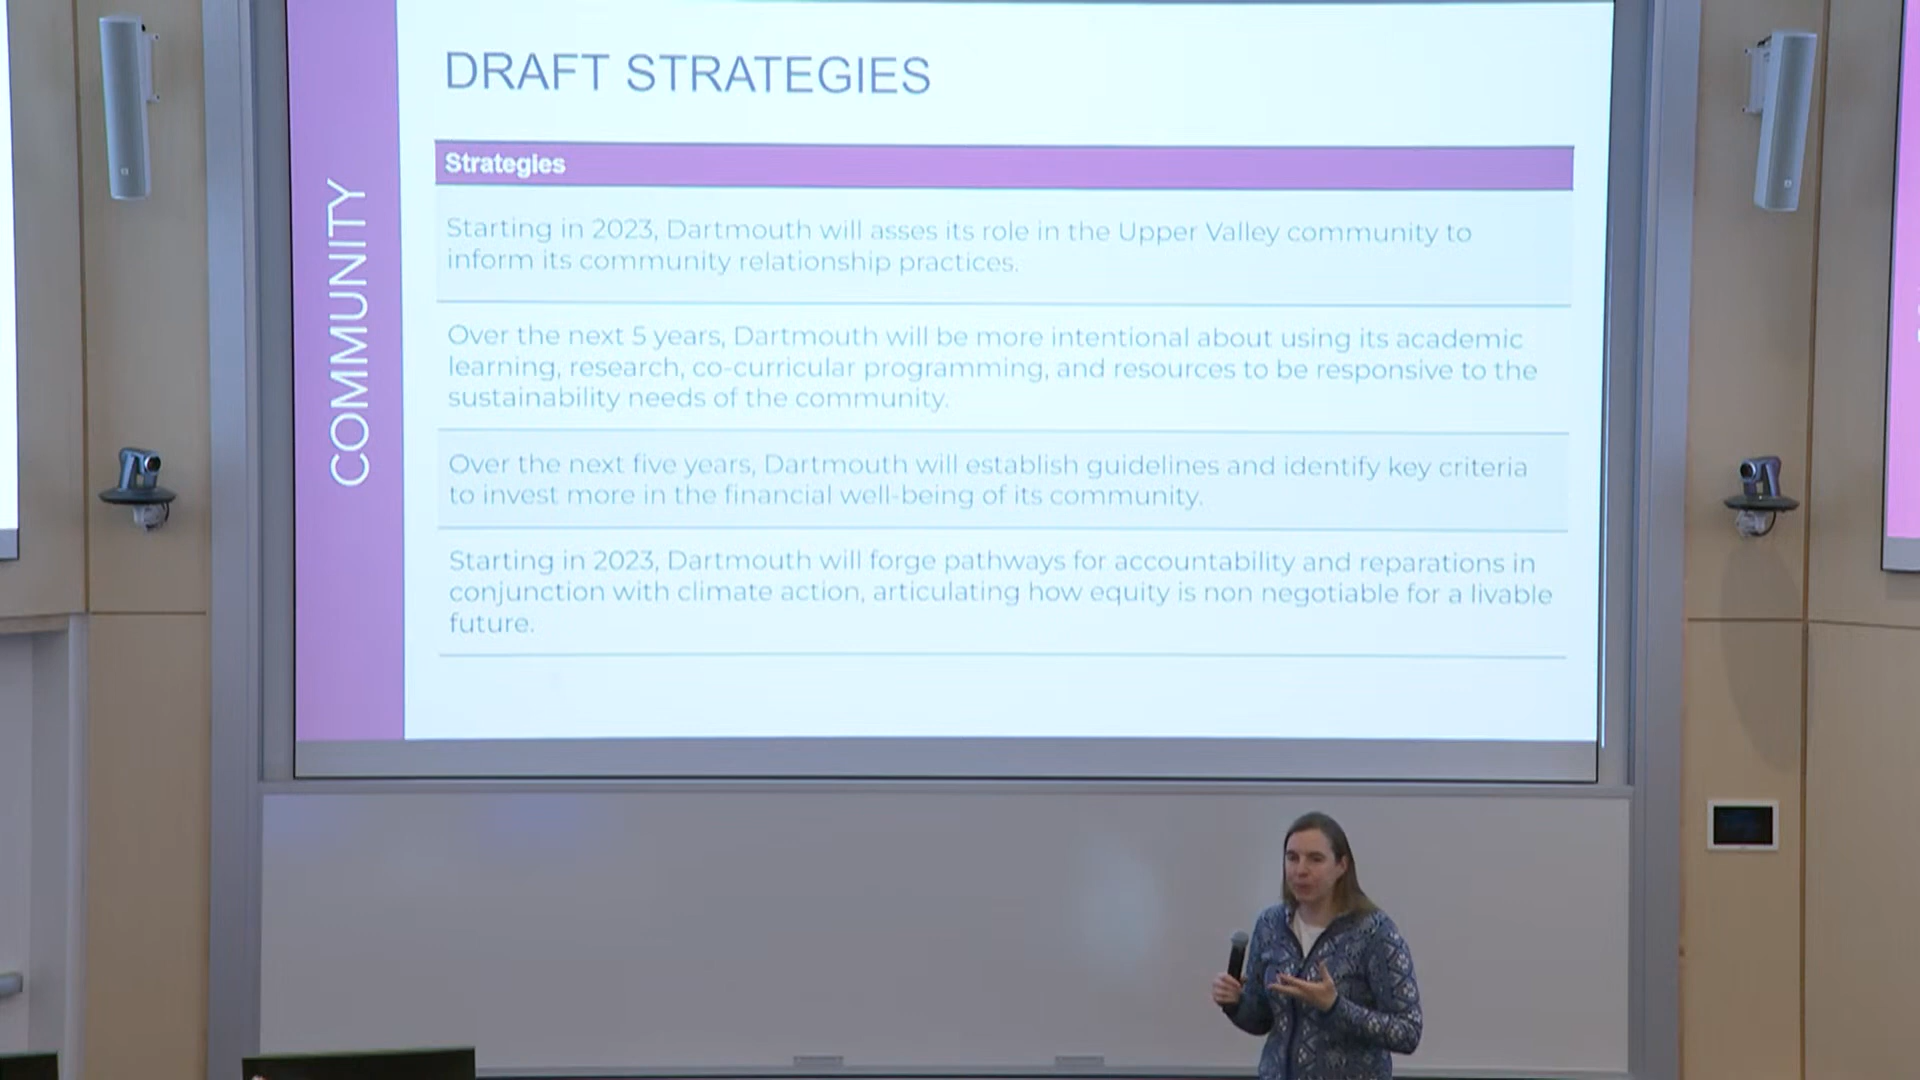 DRAFT STRATEGIES
COMMUNITY
Strategies
Starting in 2023, Dartmouth will asses its role in the Upper Valley community to
inform its community relationship practices.
Over the next 5 years, Dartmouth will be more intentional about using its academic
learning, research, co-curricular programming, and resources to be responsive to the
sustainability needs of the community.
Over the next five years, Dartmouth will establish guidelines and identify key criteria
to invest more in the financial well-being of its community.
Starting in 2023, Dartmouth will forge pathways for accountability and reparations in
conjunction with climate action, articulating how equity is non negotiable for a livable
future.